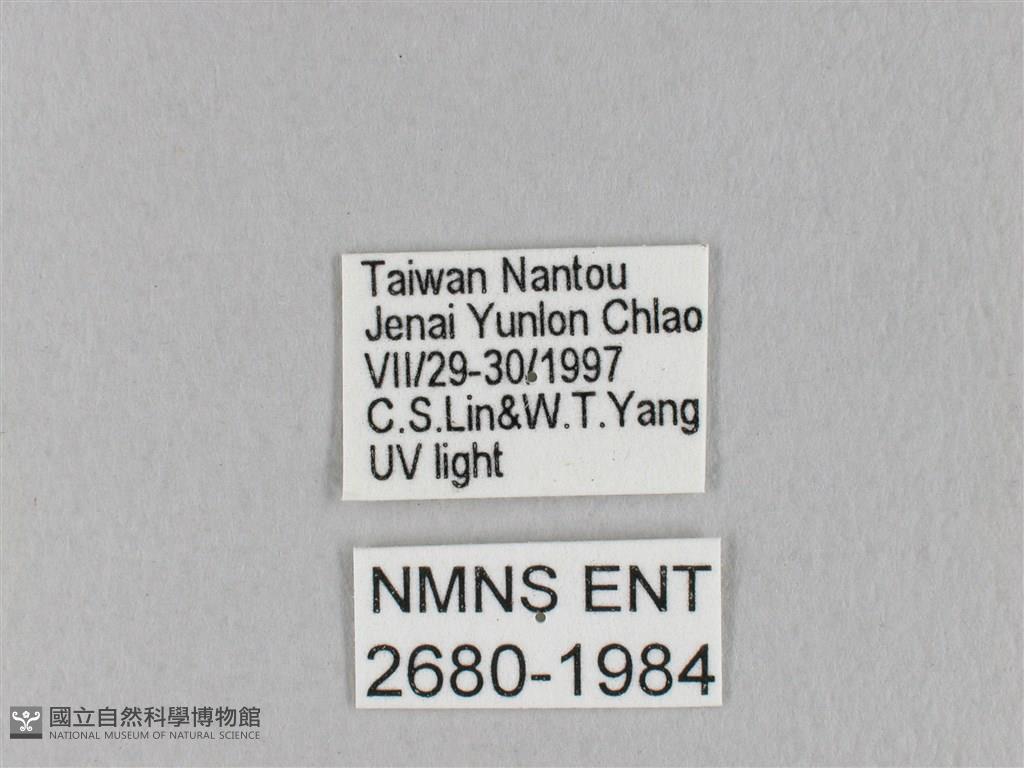 Taiwan Nantou
Jenai Yunlon Chlao
VII/29-30/1997
C.S.Lin&W.T.Yang
UV light
NMNS ENT
2680-1984
國立自然科學博物館
NATIONAL MUSEUM OF NATURAL SCIENCE